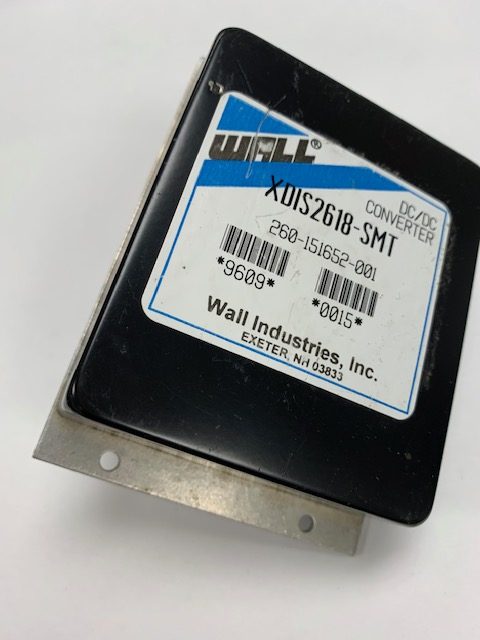 WALL®
XDIS2618-SMT
DC/DC
CONVERTER
260-151652-001
*9609*
*0015*
Wall Industries, Inc.
EXETER, NH 03833